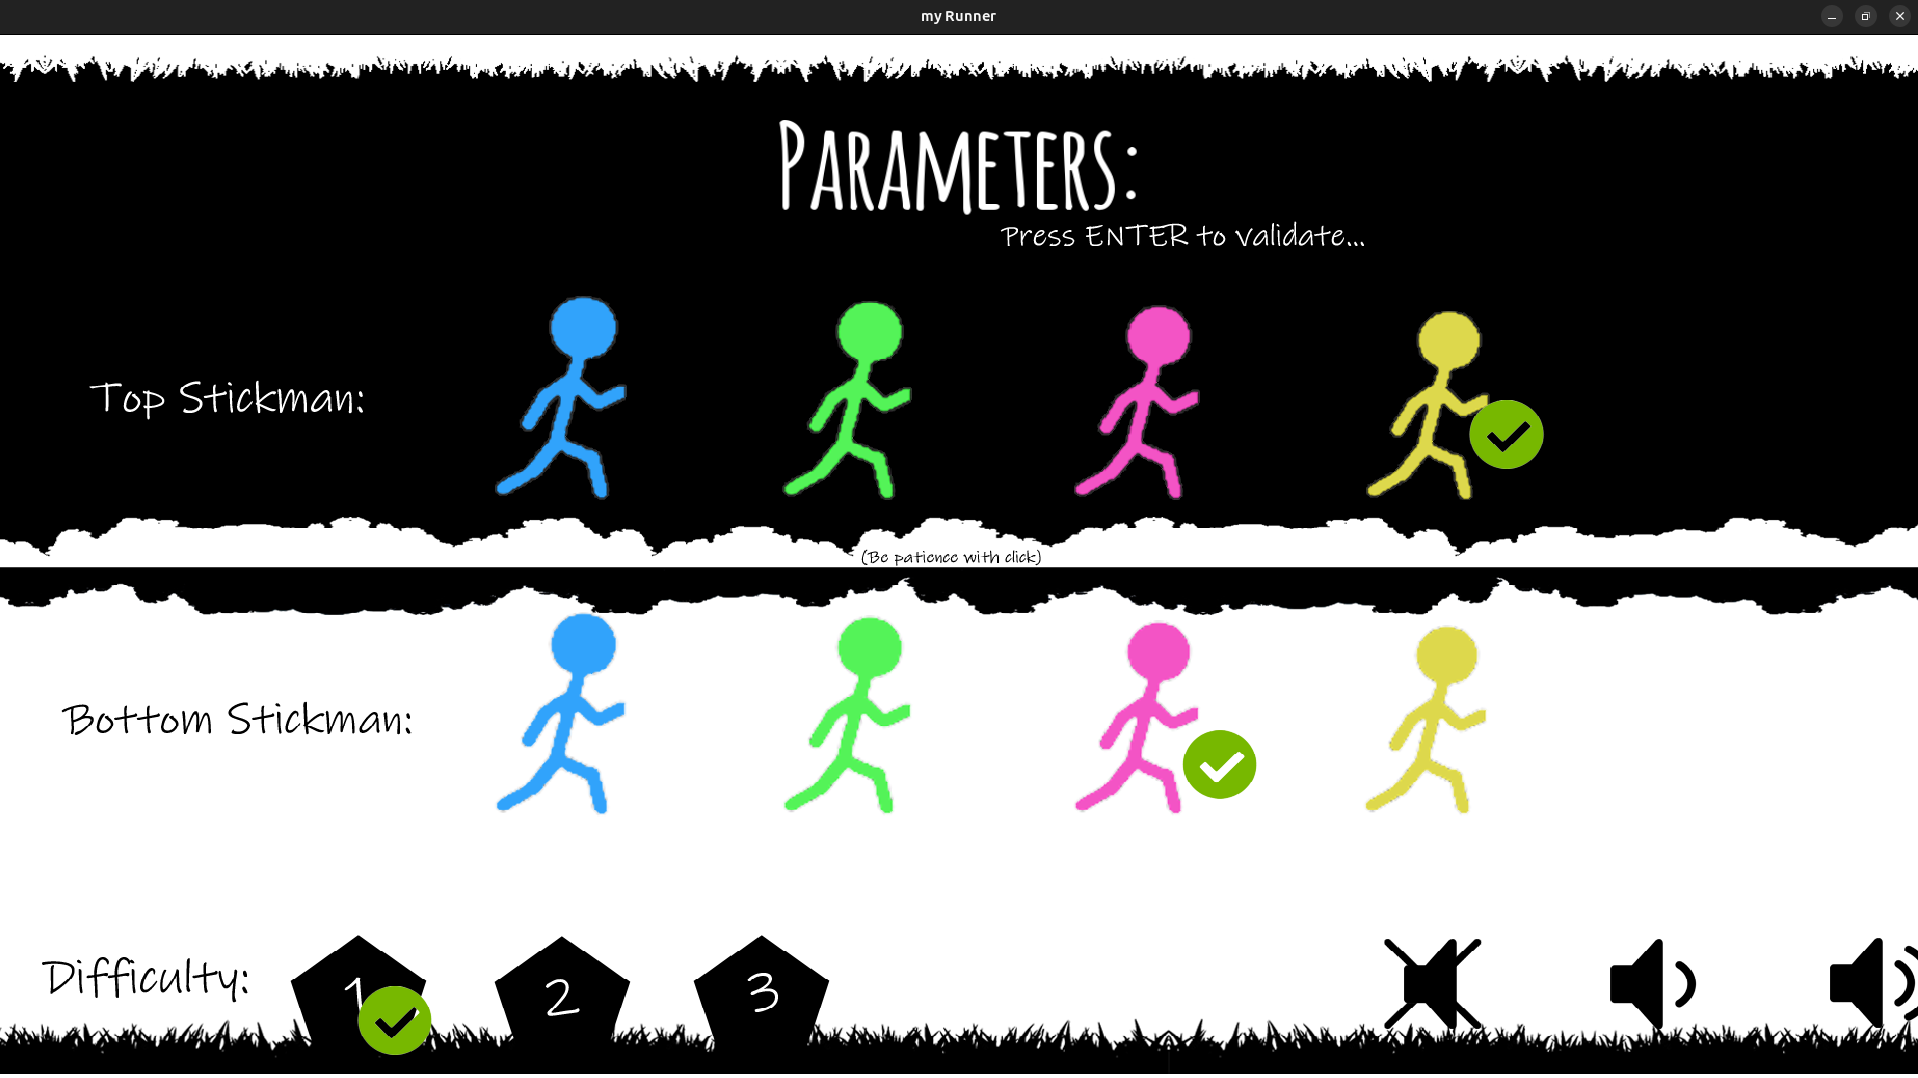 my Runner
PARAMETERS:
Press ENTER to validate...
Top Stickman:
(Be patience with click)
Bottom Stickman:
Difficulty:
1
2
3